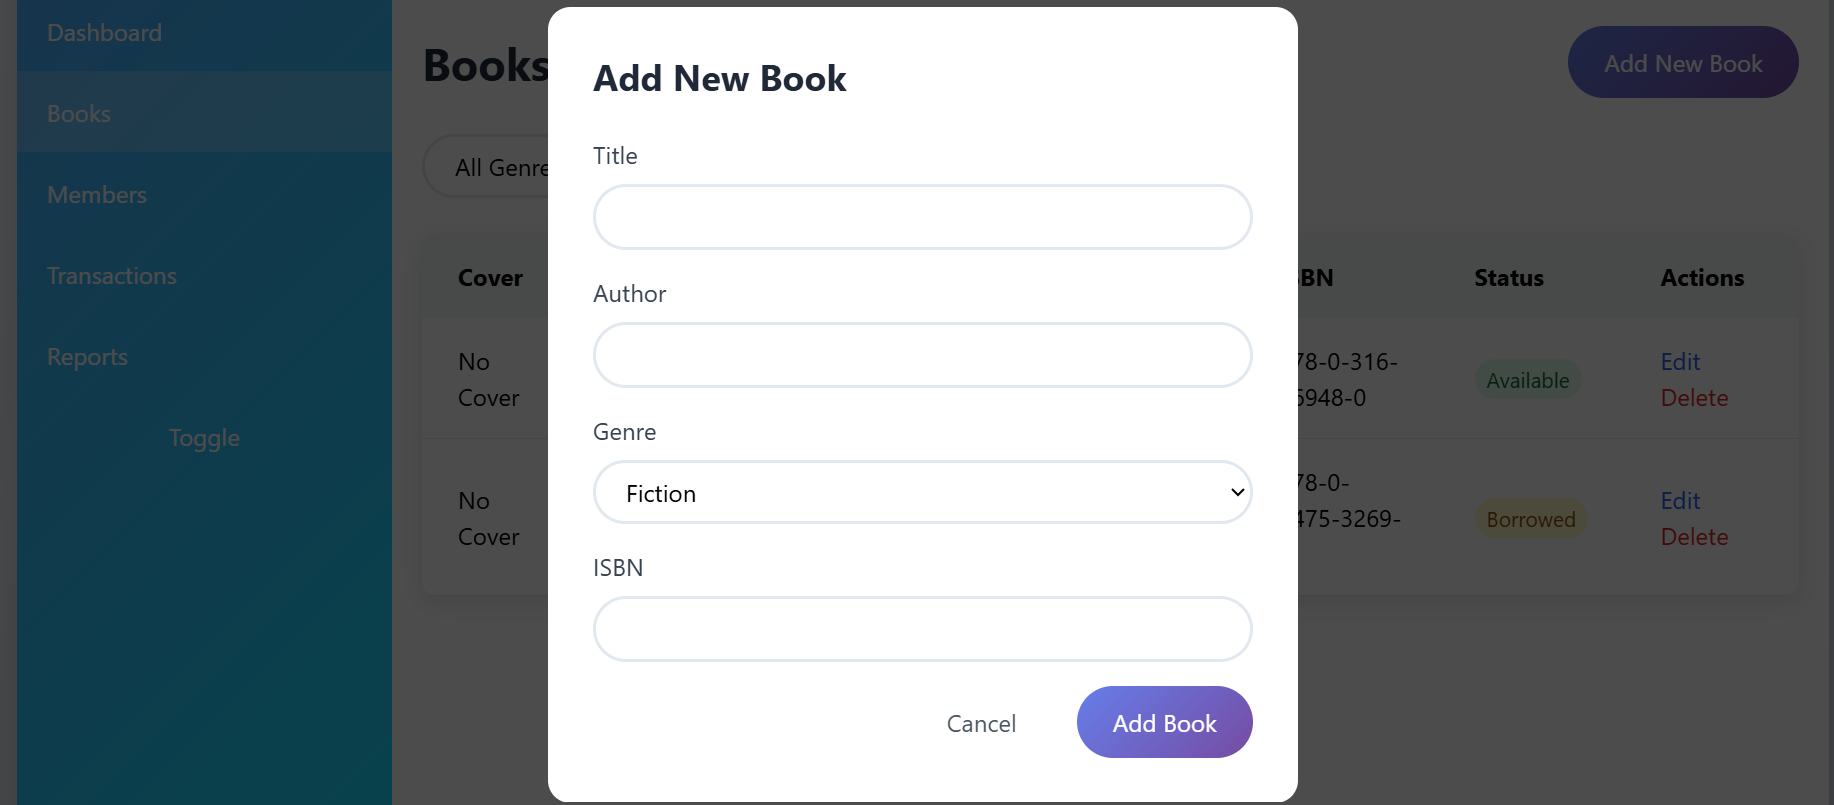 Dashboard
Books
Members
Transactions
Reports
Toggle
Books
Add New Book
All Genre
Cover
Status
Actions
No
Cover
78-0-316-
6948-0
Available
Edit
Delete
No
Cover
78-0-
475-3269-
Borrowed
Edit
Delete
Add New Book
Title
Author
Genre
Fiction
ISBN
Cancel
Add Book